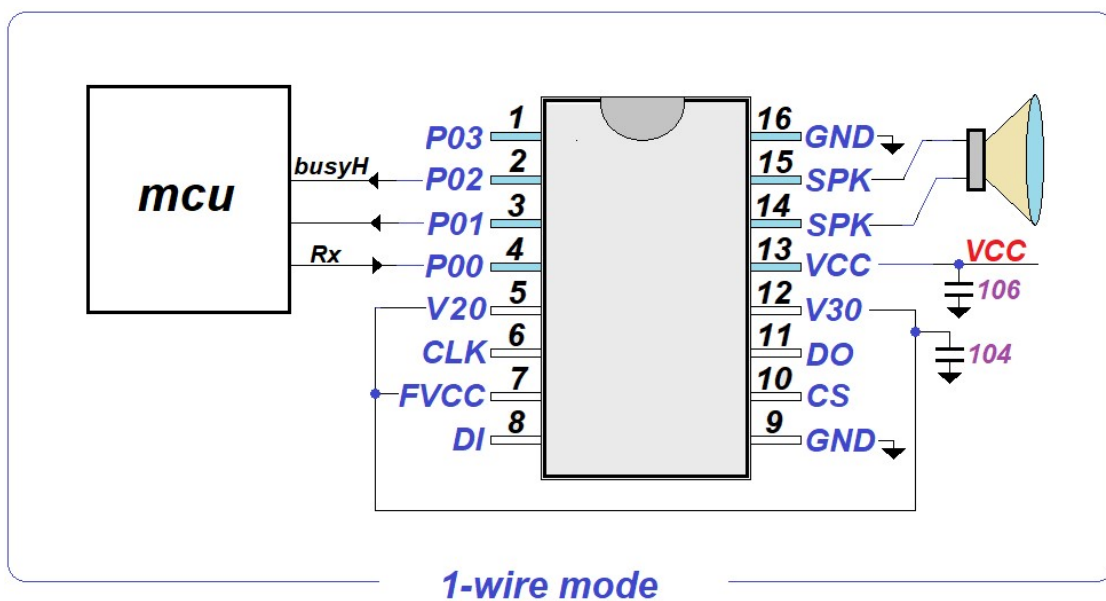 mcu
busyH
Rx
P03 1
P02 2
P01 3
P00 4
V20 5
CLK 6
FVCC 7
DI 8
16 GND
15 SPK
14 SPK
13 VCC
12 V30
11 DO
10 CS
9 GND
VCC
106
104
1-wire mode